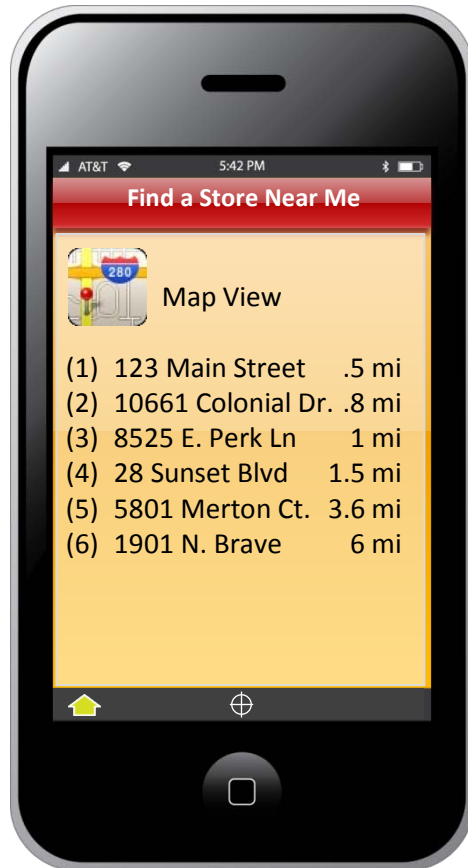 AT&T 5:42 PM
Find a Store Near Me
280
Map View
(1) 123 Main Street .5 mi
(2) 10661 Colonial Dr. .8 mi
(3) 8525 E. Perk Ln 1 mi
(4) 28 Sunset Blvd 1.5 mi
(5) 5801 Merton Ct. 3.6 mi
(6) 1901 N. Brave 6 mi